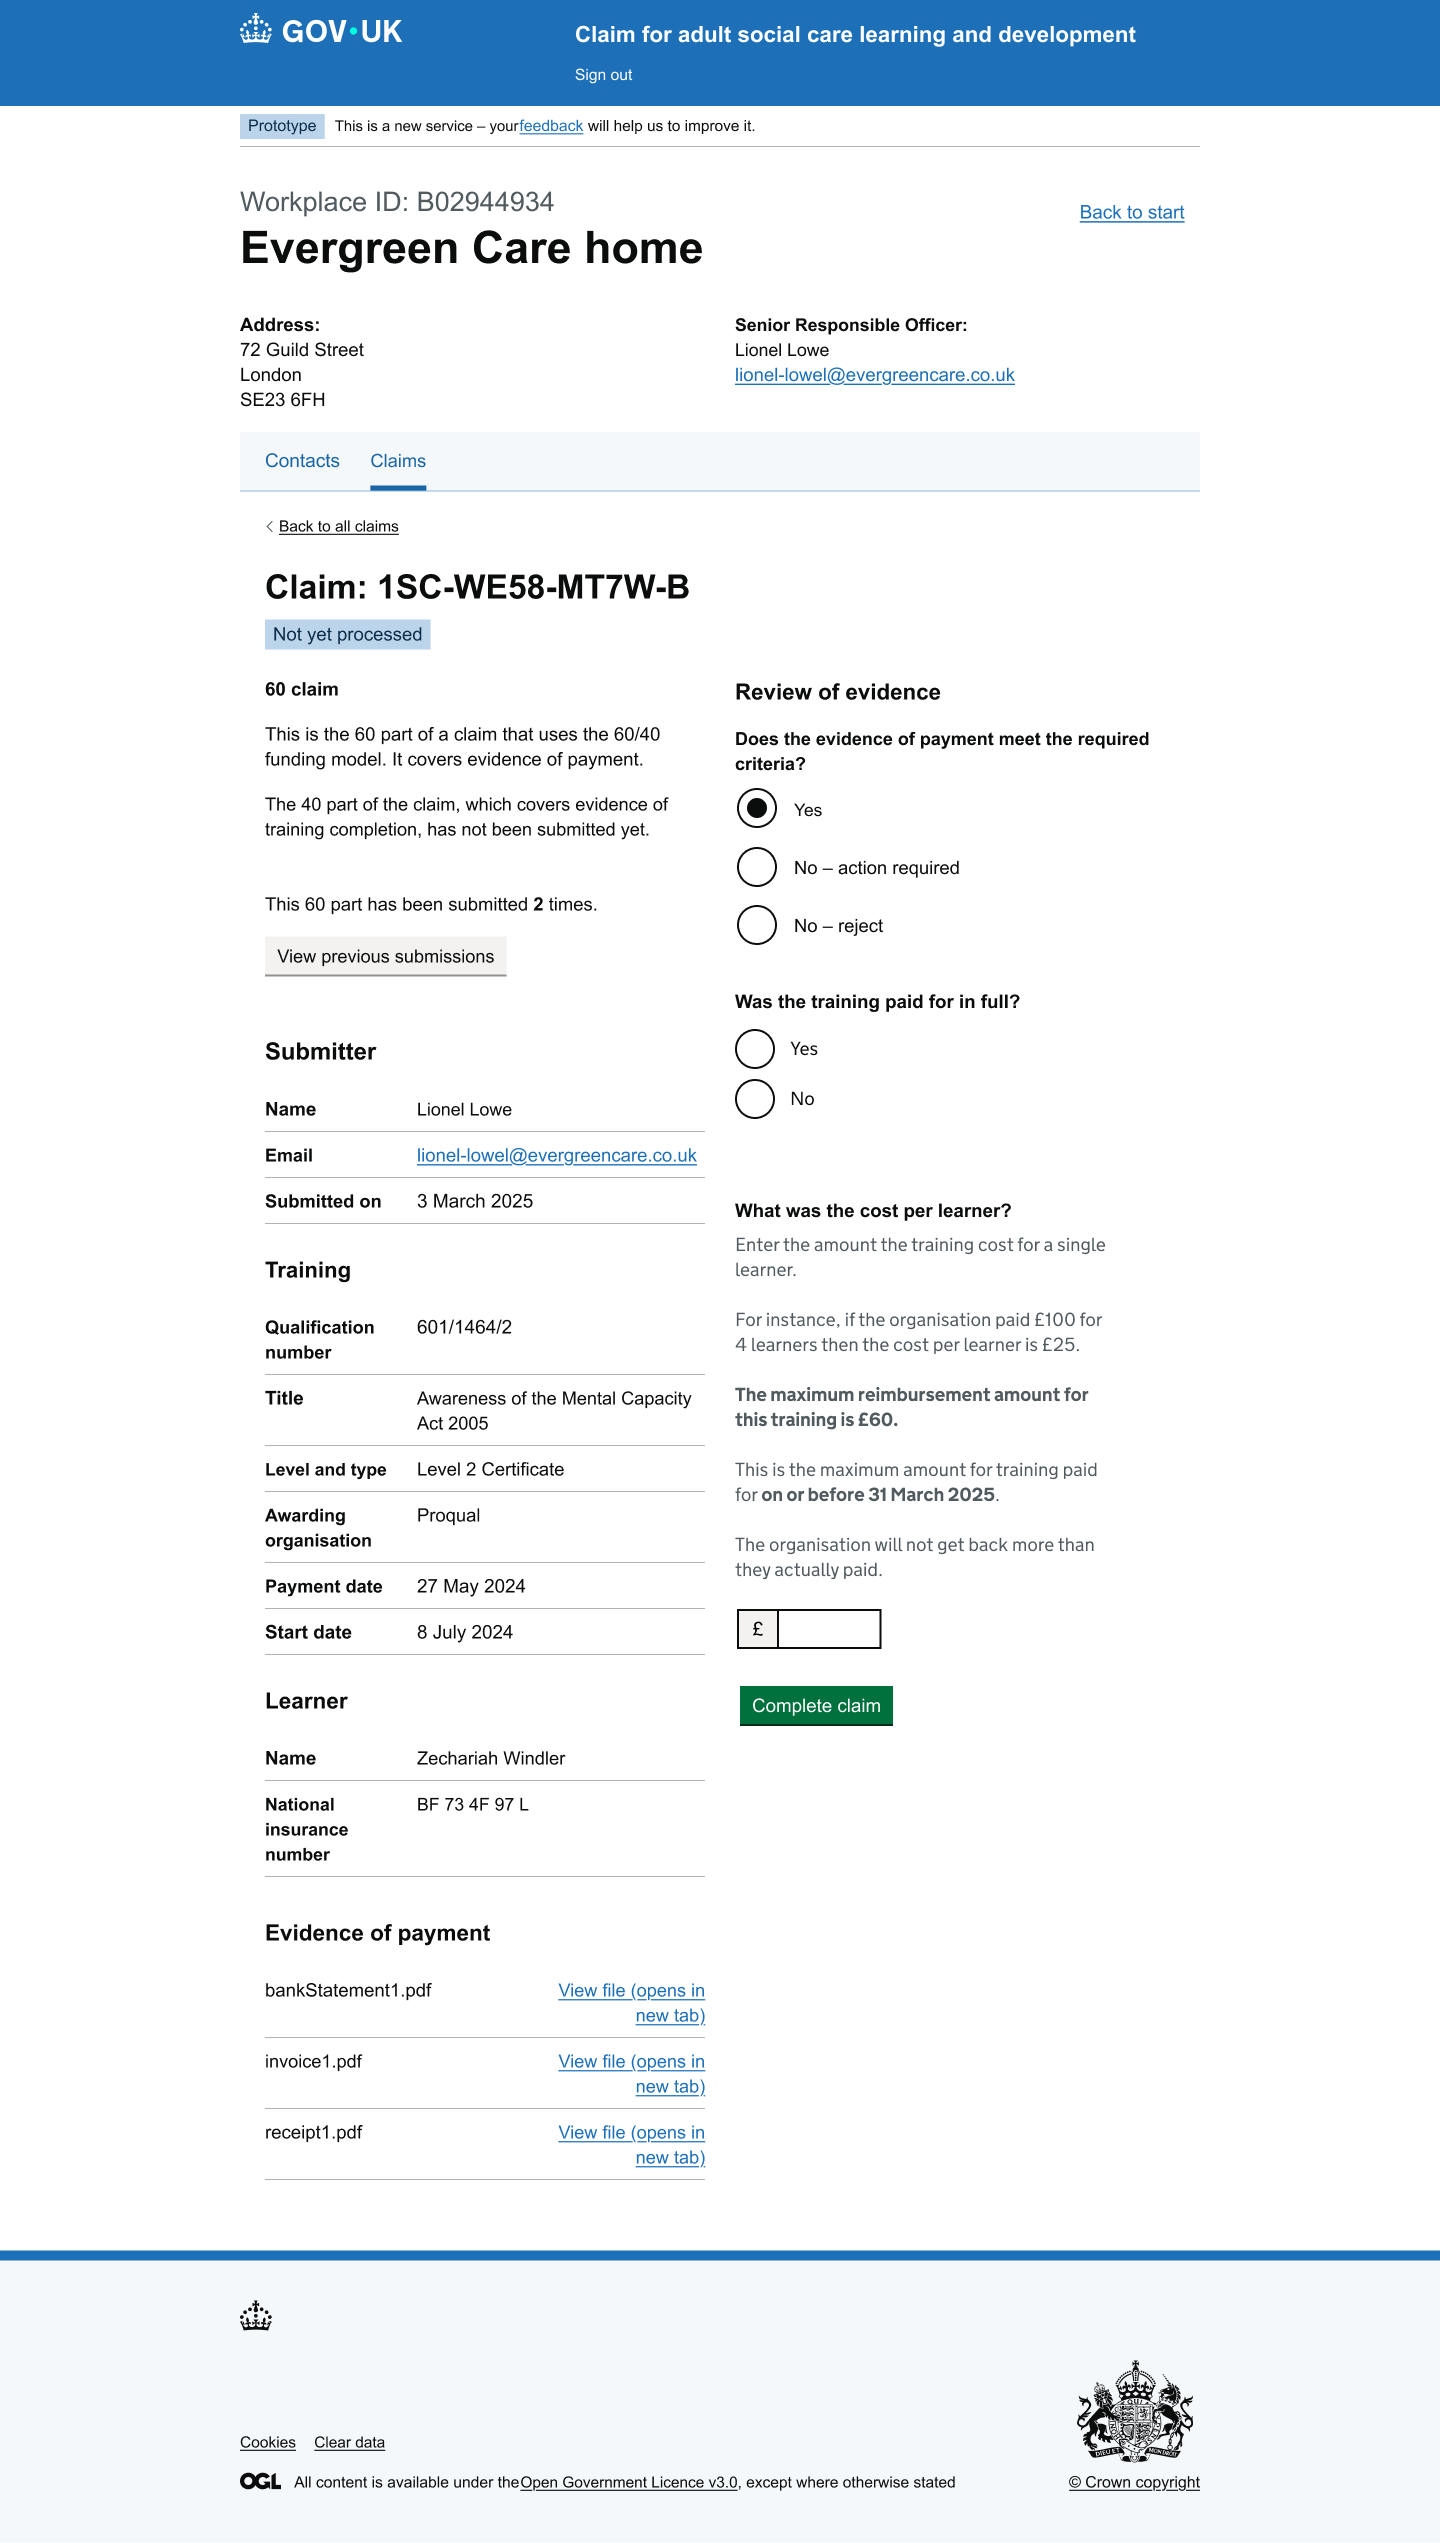 GOV•UK
Claim for adult social care learning and development
Sign out
Prototype
This is a new service – yourfeedback will help us to improve it.
Workplace ID: B02944934
Evergreen Care home
Back to start
Address:
72 Guild Street
London
SE23 6FH
Senior Responsible Officer:
Lionel Lowe
lionel-lowel@evergreencare.co.uk
Contacts
Claims
Back to all claims
Claim: 1SC-WE58-MT7W-B
Not yet processed
60 claim
This is the 60 part of a claim that uses the 60/40
funding model. It covers evidence of payment.
The 40 part of the claim, which covers evidence of
training completion, has not been submitted yet.
This 60 part has been submitted 2 times.
View previous submissions
Submitter
Name Lionel Lowe
Email lionel-lowel@evergreencare.co.uk
Submitted on 3 March 2025
Training
Qualification 601/1464/2
number
Title Awareness of the Mental Capacity
Act 2005
Level and type Level 2 Certificate
Awarding Proqual
organisation
Payment date 27 May 2024
Start date 8 July 2024
Learner
Name Zechariah Windler
National BF 73 4F 97 L
insurance
number
Evidence of payment
bankStatement1.pdf View file (opens in
new tab)
invoice1.pdf View file (opens in
new tab)
receipt1.pdf View file (opens in
new tab)
Review of evidence
Does the evidence of payment meet the required
criteria?
Yes
No – action required
No – reject
Was the training paid for in full?
Yes
No
What was the cost per learner?
Enter the amount the training cost for a single
learner.
For instance, if the organisation paid £100 for
4 learners then the cost per learner is £25.
The maximum reimbursement amount for
this training is £60.
This is the maximum amount for training paid
for on or before 31 March 2025.
The organisation will not get back more than
they actually paid.
£
Complete claim
Cookies
Clear data
OGL
All content is available under theOpen Government Licence v3.0, except where otherwise stated
DIEU ET MON DROIT
© Crown copyright